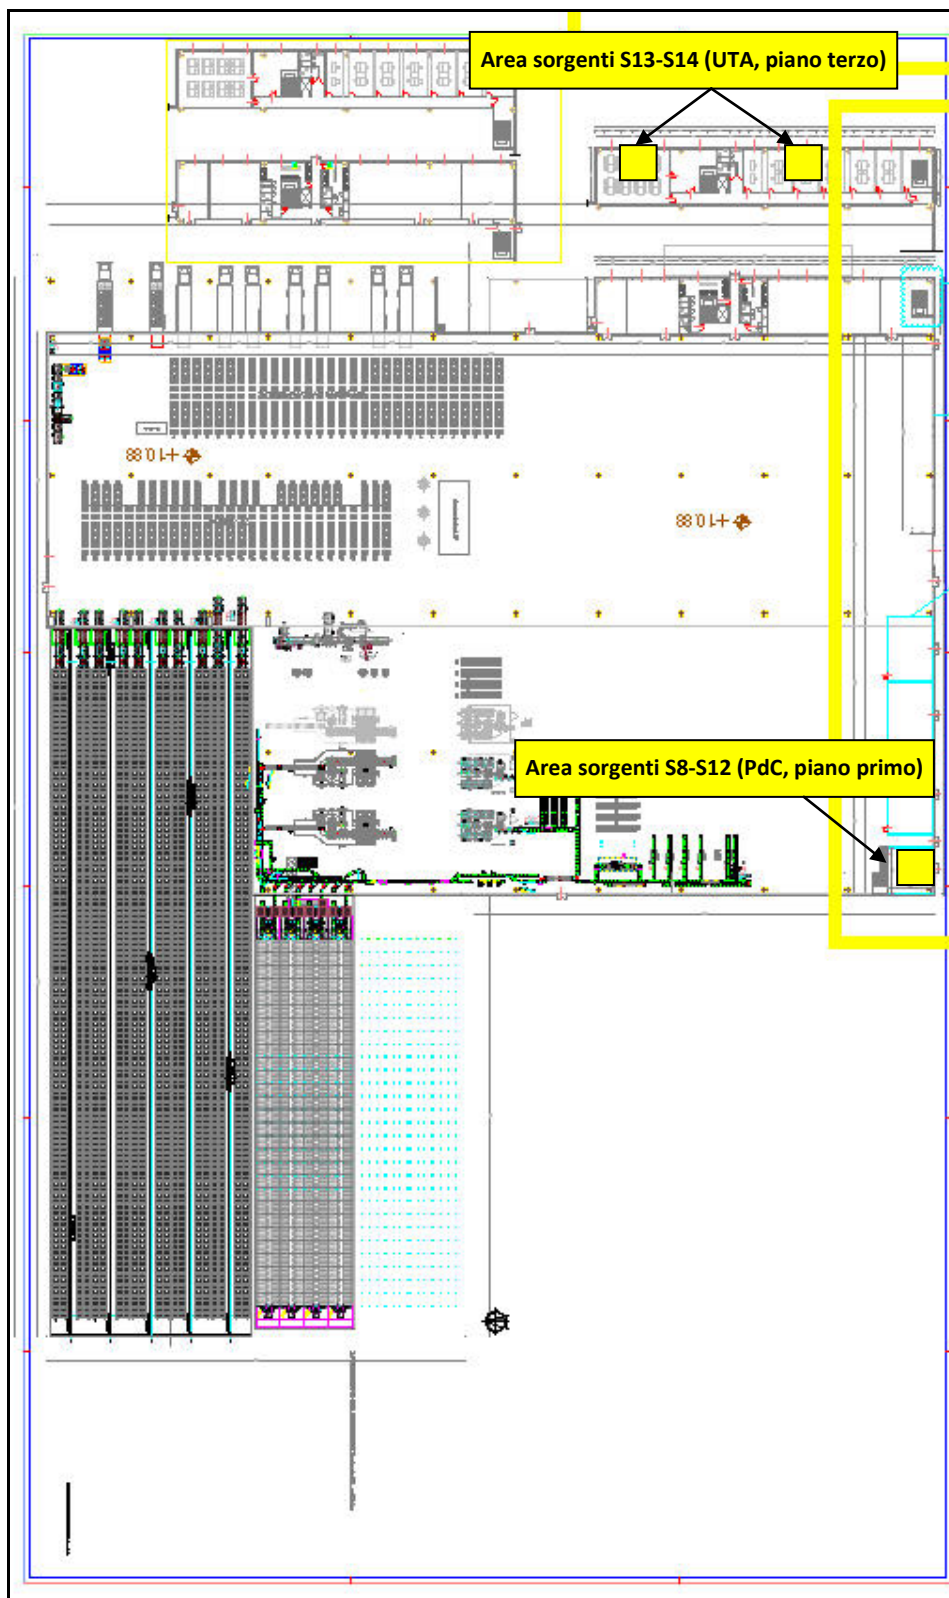 Area sorgenti S13-S14 (UTA, piano terzo)
+10.88
+10.88
Area sorgenti S8-S12 (PdC, piano primo)